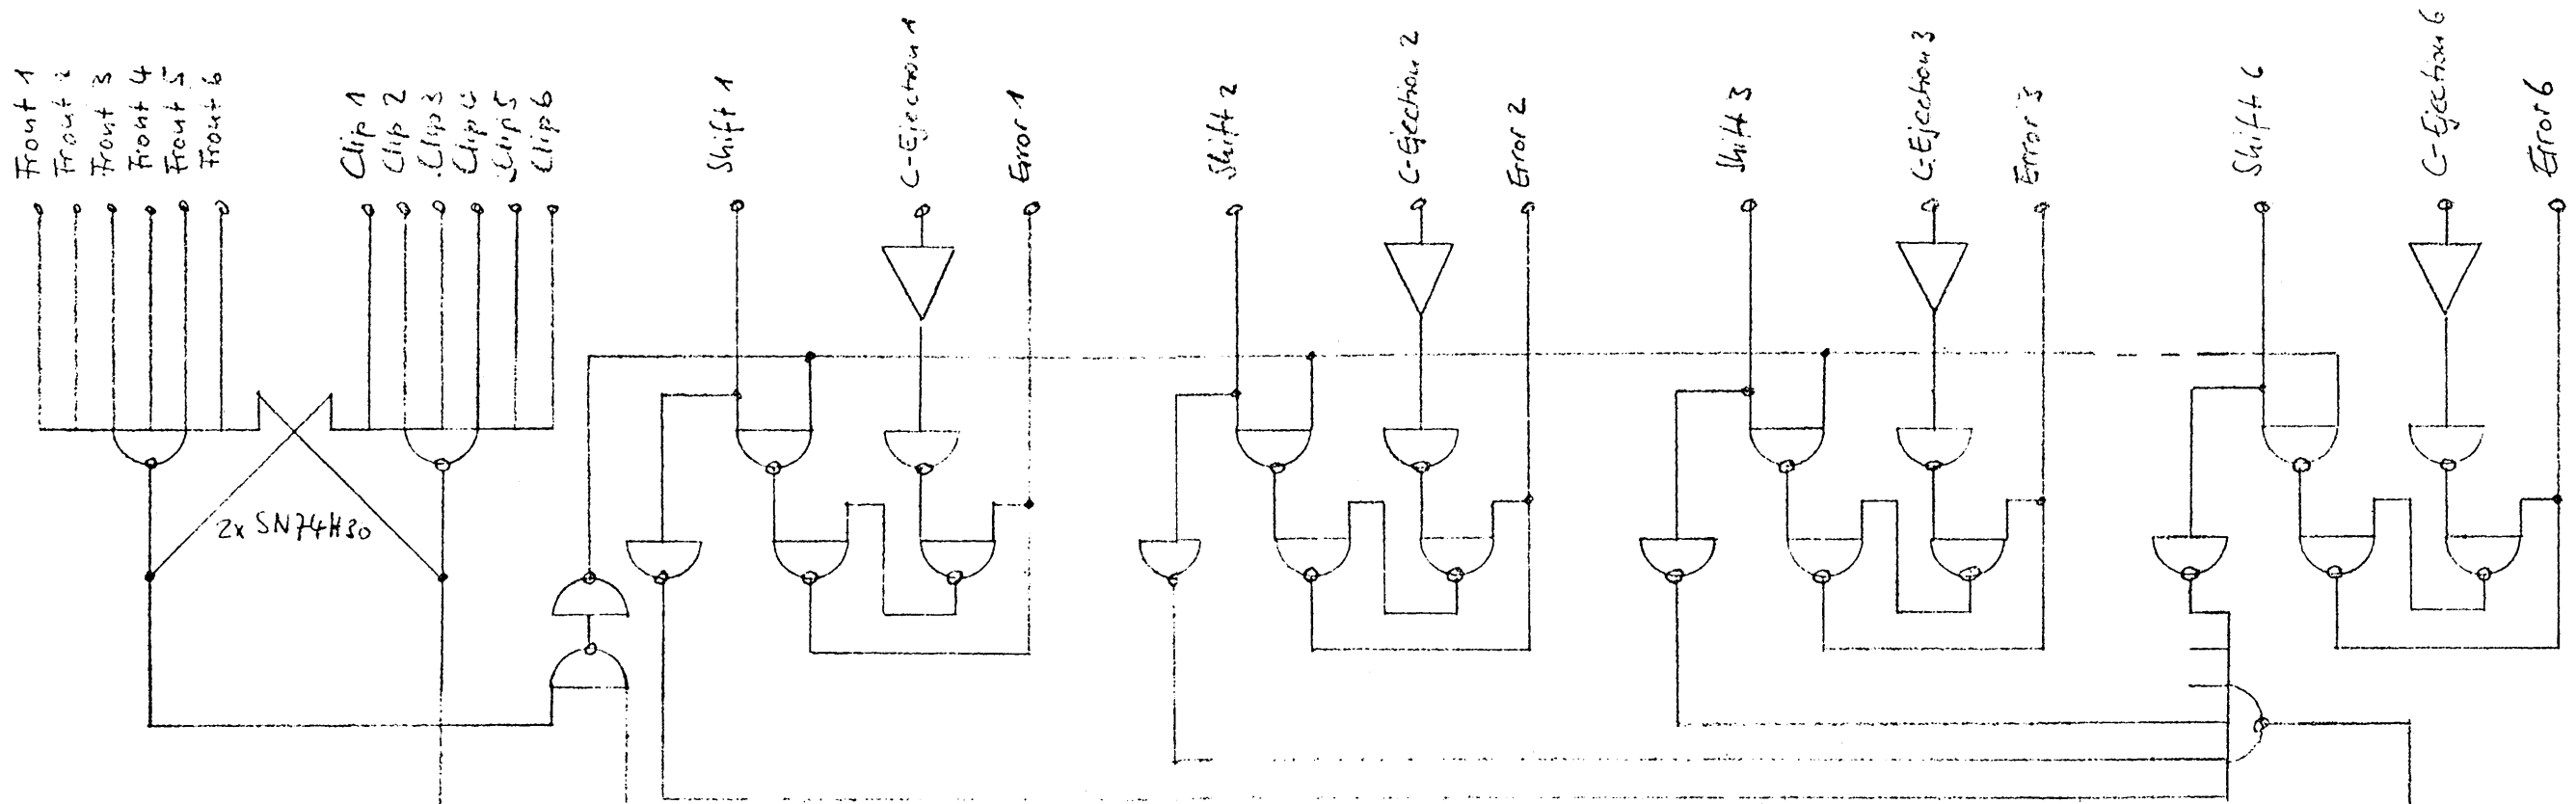 Front 1
Front 2
Front 3
Front 4
Front 5
Front 6
Clip 1
Clip 2
Clip 3
Clip 4
Clip 5
Clip 6
Shift 1
C-Ejection 1
Error 1
Shift 2
C-Ejection 2
Error 2
Shift 3
C-Ejection 3
Error 3
Shift 6
C-Ejection 6
Error 6
2x SN74H30